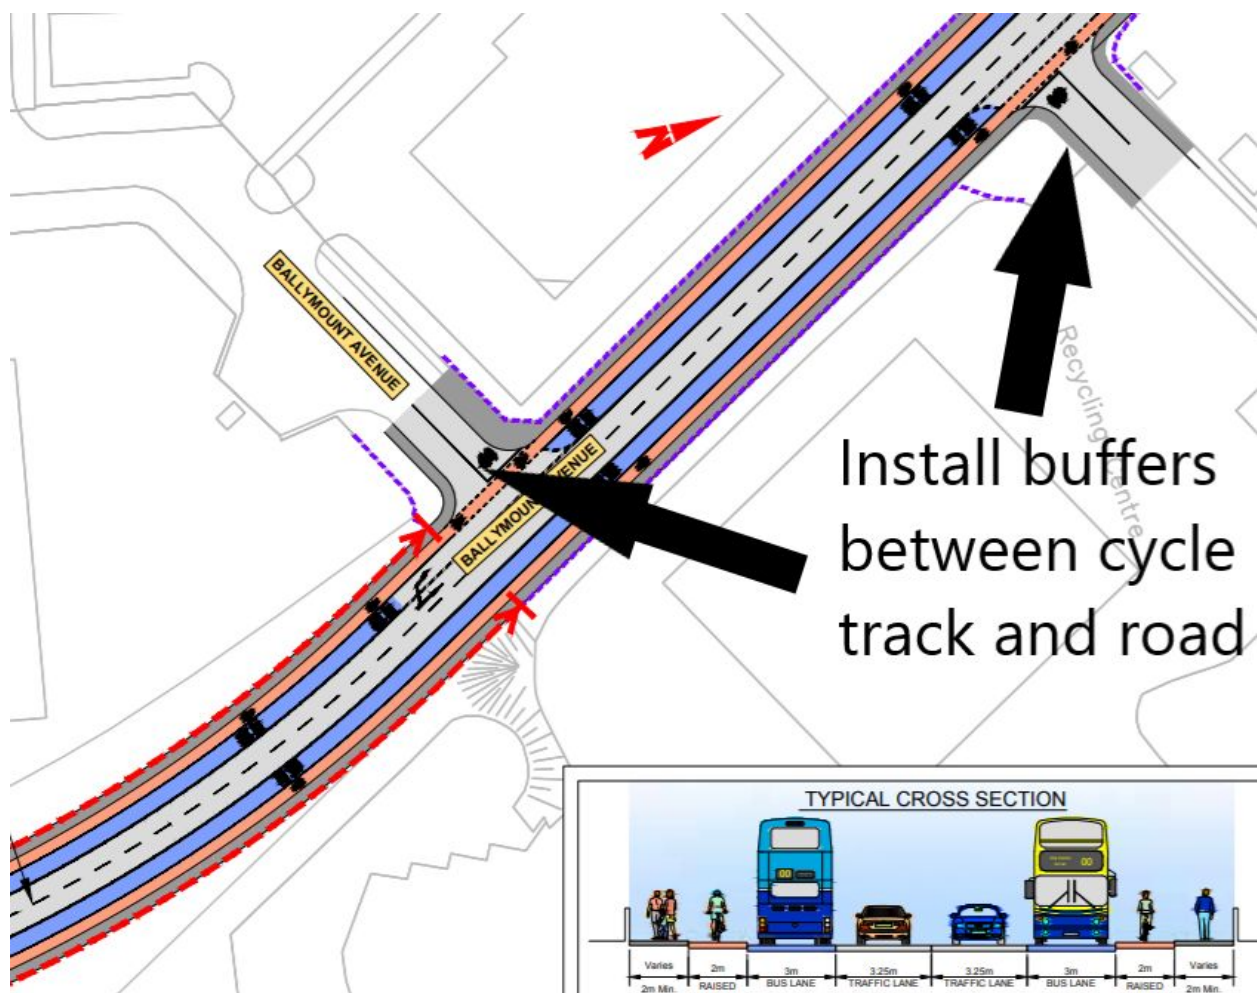 N
BALLYMOUNT AVENUE
BALLYMOUNT AVENUE
Recycling Centre
Install buffers
between cycle
track and road
TYPICAL CROSS SECTION
00
00
Varies
2m
3m
3.25m
3.25m
3m
2m
Varies
2m Min.
RAISED
BUS LANE
TRAFFIC LANE
TRAFFIC LANE
BUS LANE
RAISED
2m Min.